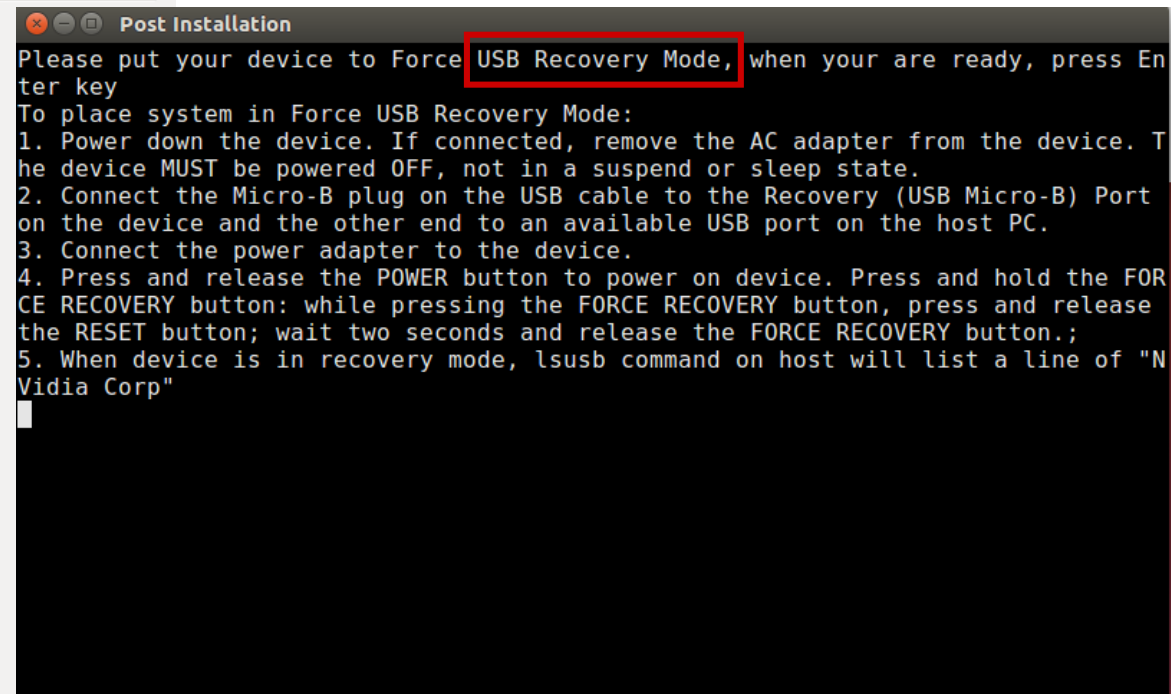 Post Installation
Please put your device to Force USB Recovery Mode, when your are ready, press En
ter key
To place system in Force USB Recovery Mode:
1. Power down the device. If connected, remove the AC adapter from the device. T
he device MUST be powered OFF, not in a suspend or sleep state.
2. Connect the Micro-B plug on the USB cable to the Recovery (USB Micro-B) Port
on the device and the other end to an available USB port on the host PC.
3. Connect the power adapter to the device.
4. Press and release the POWER button to power on device. Press and hold the FOR
CE RECOVERY button: while pressing the FORCE RECOVERY button, press and release
the RESET button; wait two seconds and release the FORCE RECOVERY button.;
5. When device is in recovery mode, lsusb command on host will list a line of "N
Vidia Corp"